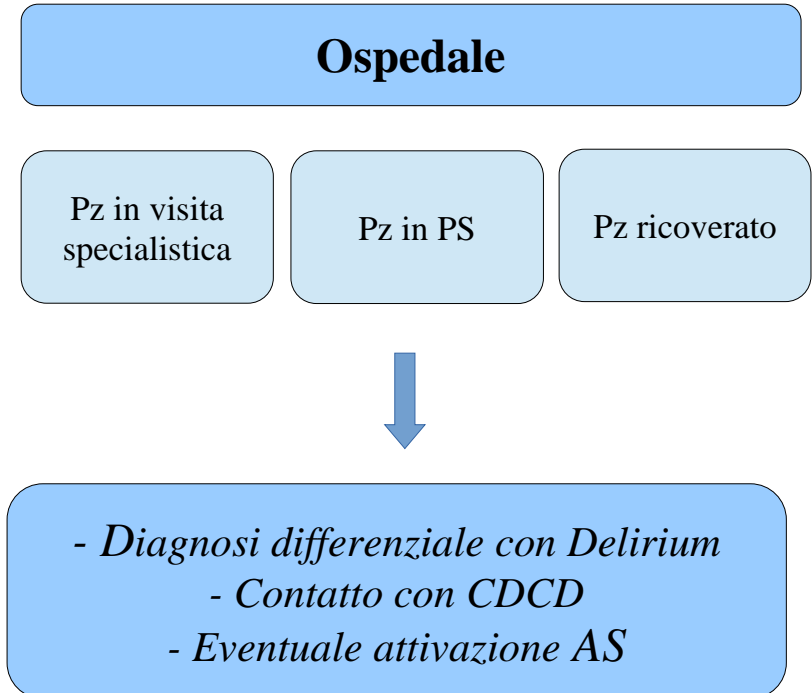 Ospedale
Pz in visita
specialistica
Pz in PS
Pz ricoverato
- Diagnosi differenziale con Delirium
- Contatto con CDCD
- Eventuale attivazione AS